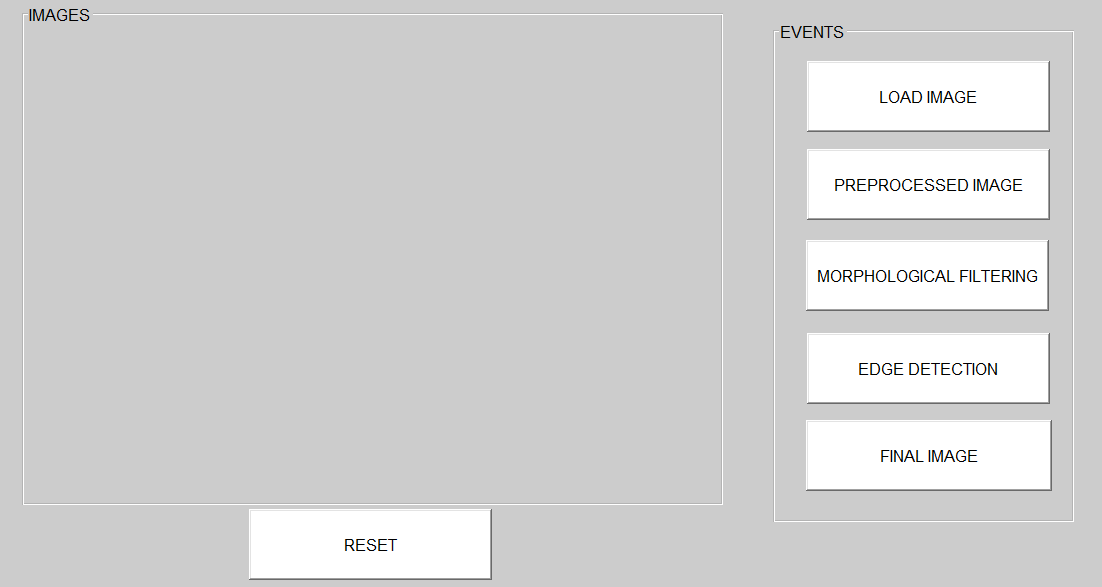 IMAGES
EVENTS
LOAD IMAGE
PREPROCESSED IMAGE
MORPHOLOGICAL FILTERING
EDGE DETECTION
FINAL IMAGE
RESET